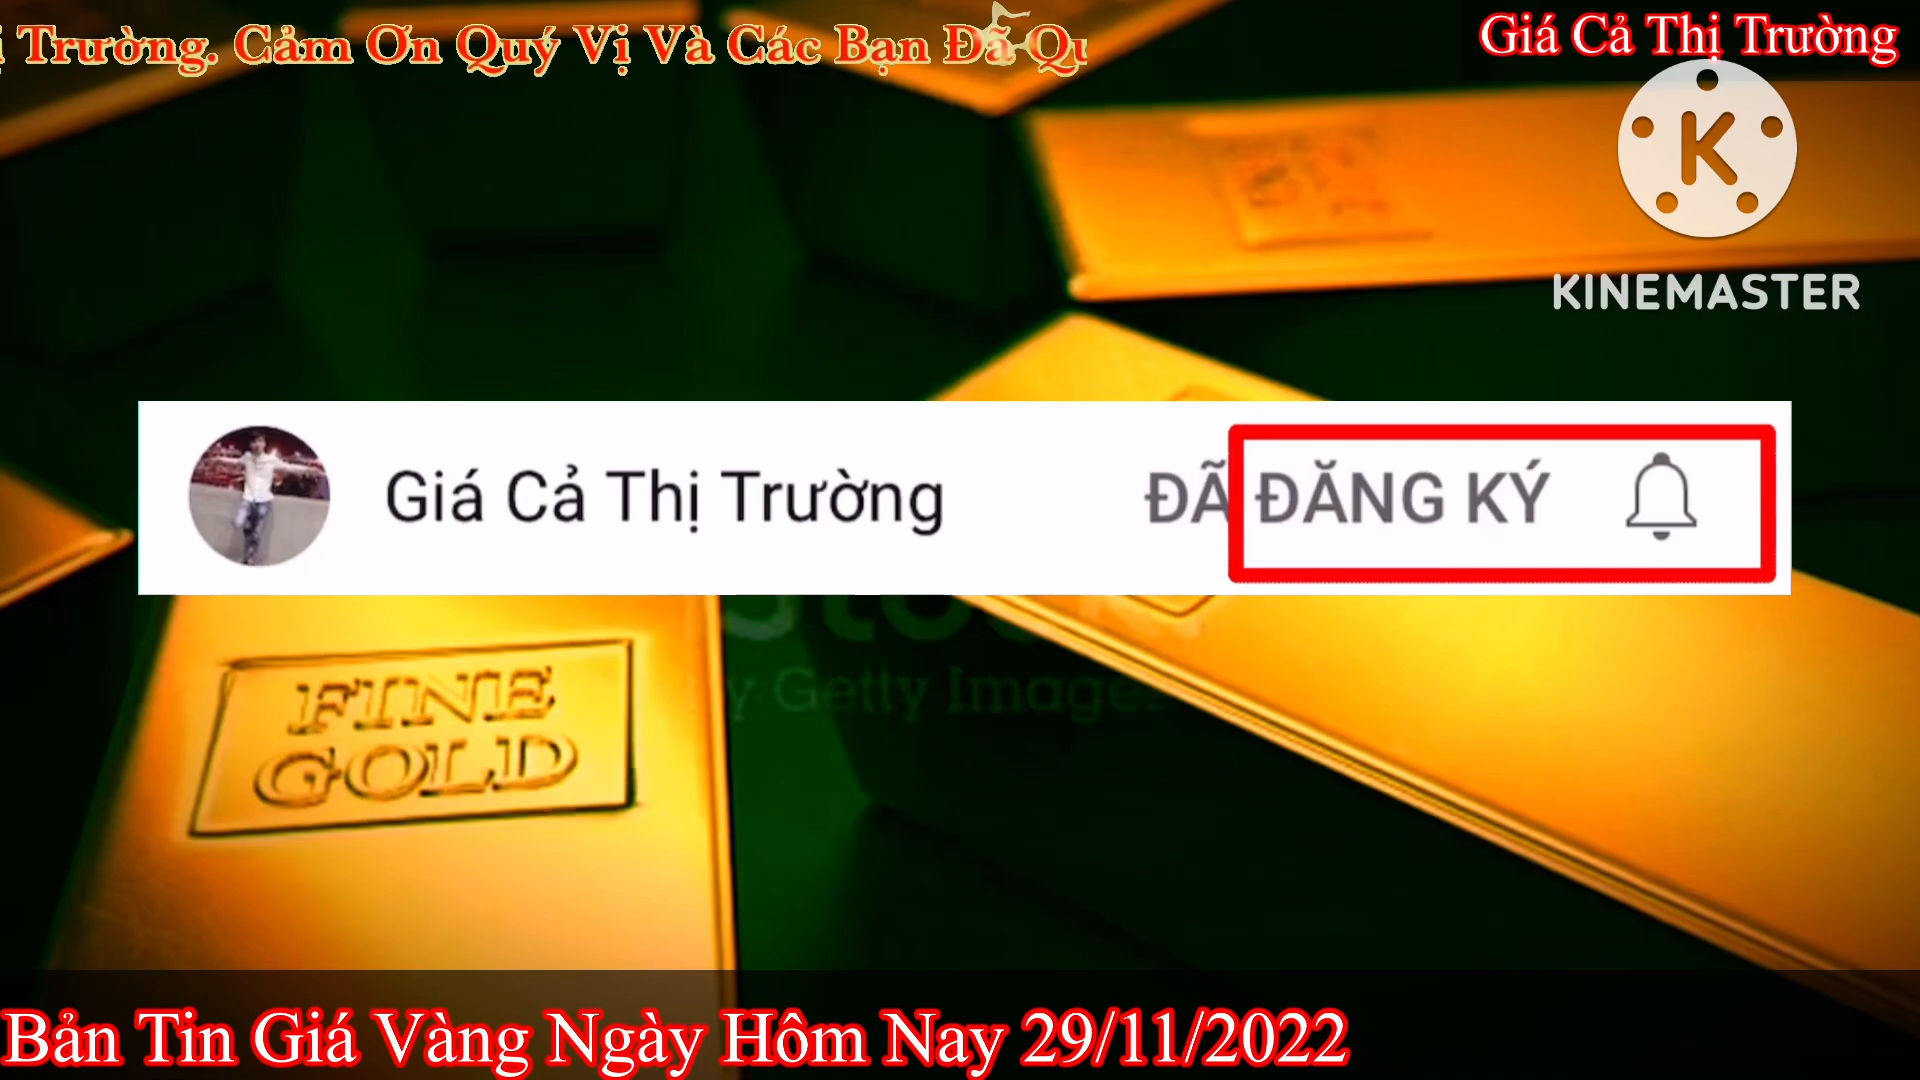 Trường. Cảm Ơn Quý Vị Và Các Bạn Đã
Giá Cả Thị Trường
K
KINEMASTER
Giá Cả Thị Trường
ĐÃ ĐĂNG KÝ
by Getty Images
FINE
GOLD
Bản Tin Giá Vàng Ngày Hôm Nay 29/11/2022